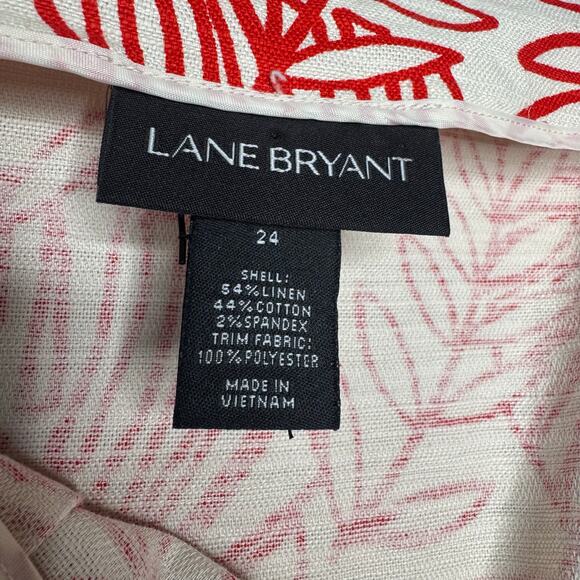 LANE BRYANT
24
SHELL:
54%LINEN
44%COTTON
2%SPANDEX
TRIM FABRIC:
100%POLYESTER
MADE IN
VIETNAM